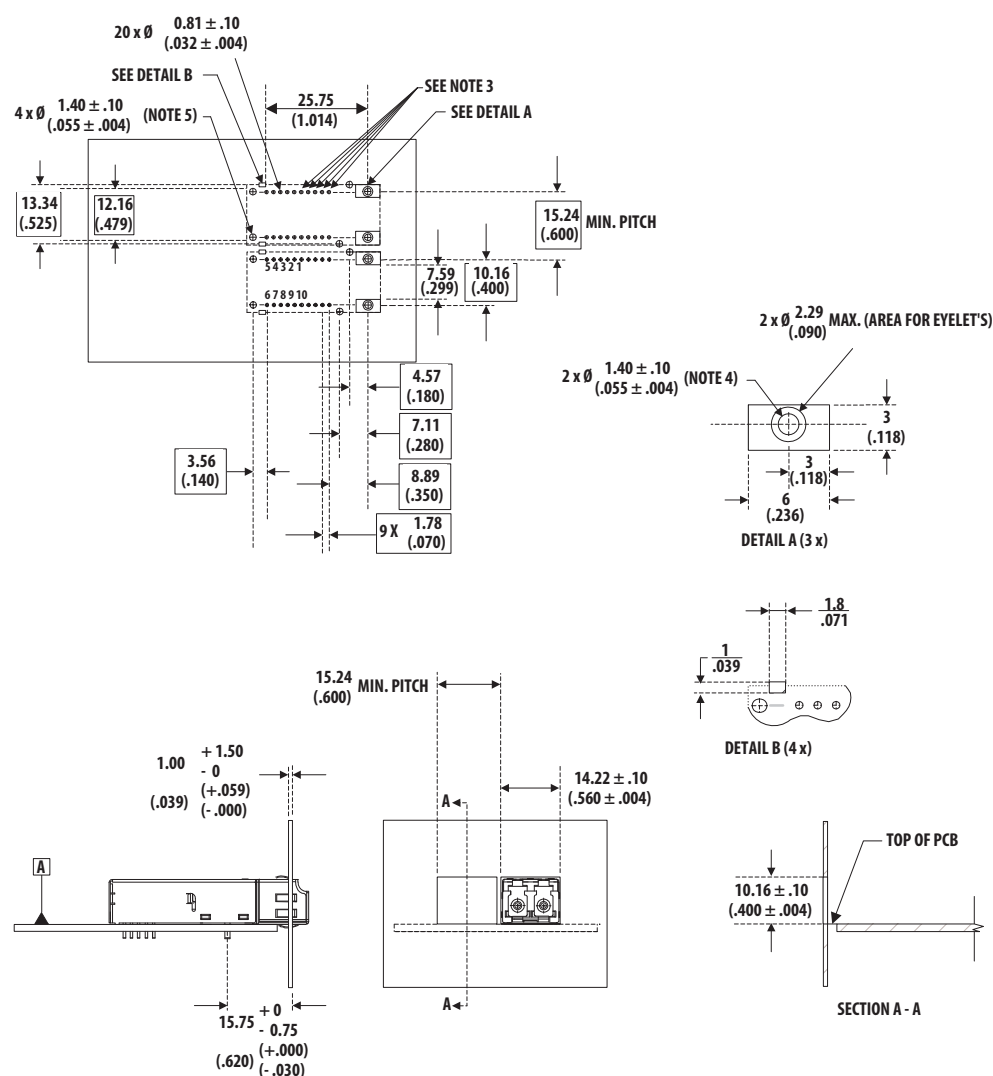 20 x Ø 0.81 ± .10
(.032 ± .004)
SEE DETAIL B
4 x Ø 1.40 ± .10 (NOTE 5)
(.055 ± .004)
25.75
(1.014)
SEE NOTE 3
SEE DETAIL A
13.34
(.525)
12.16
(.479)
15.24 MIN. PITCH
(.600)
5 4 3 2 1
6 7 8 9 10
7.59
(.299)
10.16
(.400)
4.57
(.180)
7.11
(.280)
3.56
(.140)
8.89
(.350)
9 X 1.78
(.070)
2 x Ø 2.29 MAX. (AREA FOR EYELET'S)
(.090)
2 x Ø 1.40 ± .10 (NOTE 4)
(.055 ± .004)
3
(.118)
3
(.118)
6
(.236)
DETAIL A (3 x)
1.8
.071
1
.039
DETAIL B (4 x)
15.24 MIN. PITCH
(.600)
1.00 + 1.50
- 0
(.039) (+.059)
(- .000)
14.22 ± .10
(.560 ± .004)
A
A
A
15.75 + 0
- 0.75
(.620) (+.000)
(- .030)
TOP OF PCB
10.16 ± .10
(.400 ± .004)
SECTION A - A